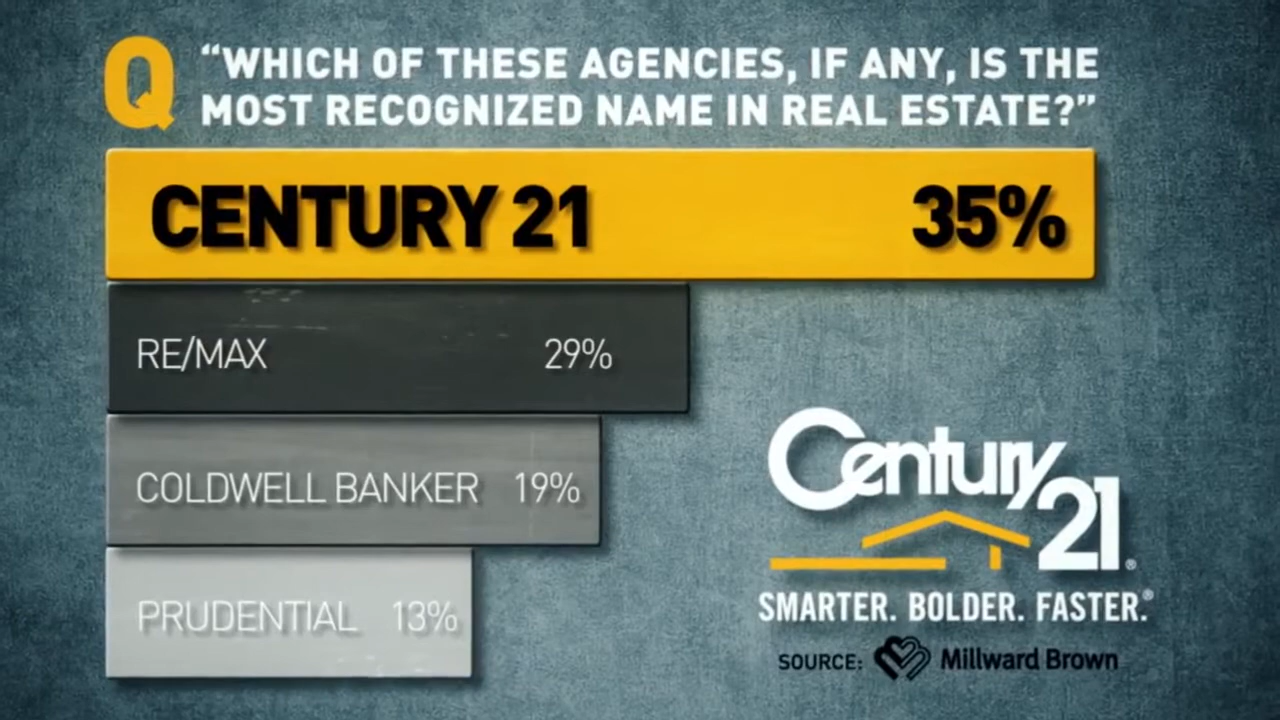 Q
“WHICH OF THESE AGENCIES, IF ANY, IS THE
MOST RECOGNIZED NAME IN REAL ESTATE?”
CENTURY 21 35%
RE/MAX 29%
COLDWELL BANKER 19%
PRUDENTIAL 13%
Century 21®
SMARTER. BOLDER. FASTER.®
SOURCE: Millward Brown